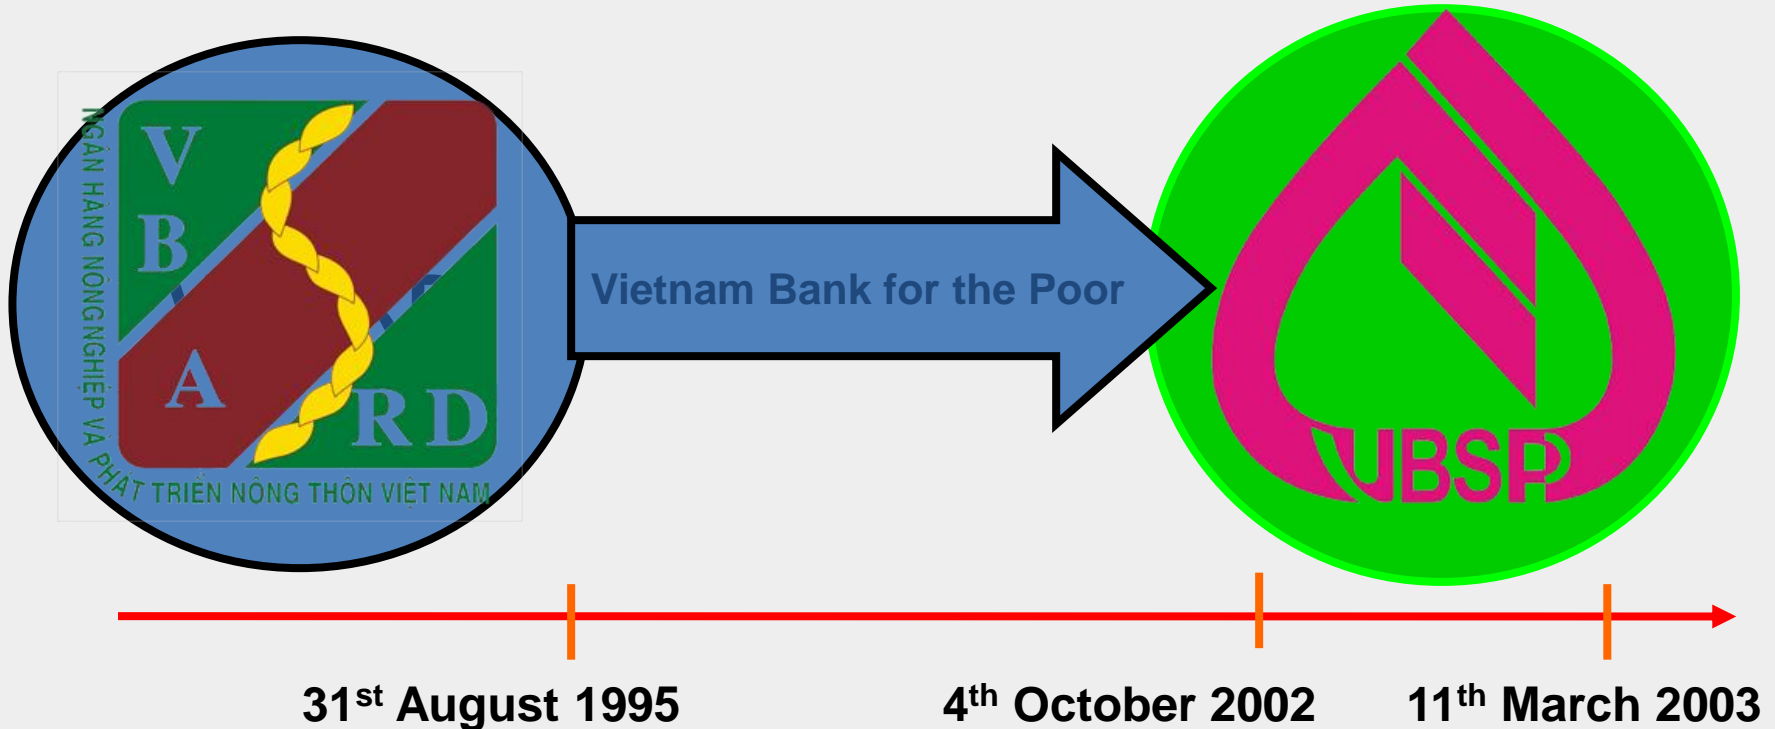 V
B
A
RD
NGÂN HÀNG NÔNG NGHIỆP VÀ PHÁT TRIỂN NÔNG THÔN VIỆT NAM
Vietnam Bank for the Poor
VBSP
31st August 1995
4th October 2002
11th March 2003